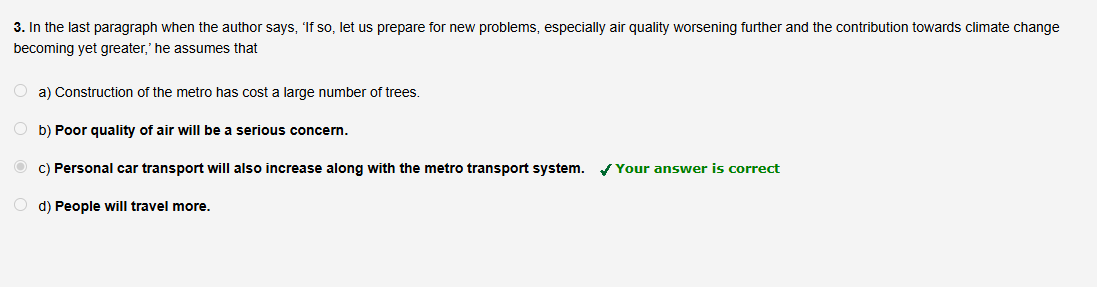 3. In the last paragraph when the author says, ‘If so, let us prepare for new problems, especially air quality worsening further and the contribution towards climate change
becoming yet greater,’ he assumes that
a) Construction of the metro has cost a large number of trees.
b) Poor quality of air will be a serious concern.
c) Personal car transport will also increase along with the metro transport system. ✓ Your answer is correct
d) People will travel more.